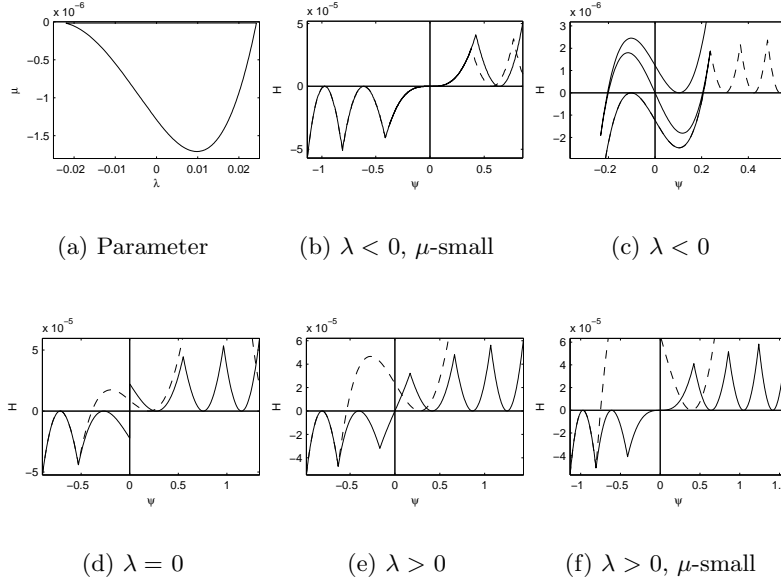 x 10⁻⁶
0
−0.5
−1
−1.5
μ
−0.02 −0.01 0 0.01 0.02
λ
(a) Parameter
x 10⁻⁵
5
0
−5
H
−1 −0.5 0 0.5
ψ
(b) λ < 0, μ-small
x 10⁻⁶
3
2
1
0
−1
−2
H
−0.2 0 0.2 0.4
ψ
(c) λ < 0
x 10⁻⁵
5
0
−5
H
−0.5 0 0.5 1
ψ
(d) λ = 0
x 10⁻⁵
6
4
2
0
−2
−4
H
−0.5 0 0.5 1
ψ
(e) λ > 0
x 10⁻⁵
6
4
2
0
−2
−4
H
−1 −0.5 0 0.5 1 1.
ψ
(f) λ > 0, μ-small